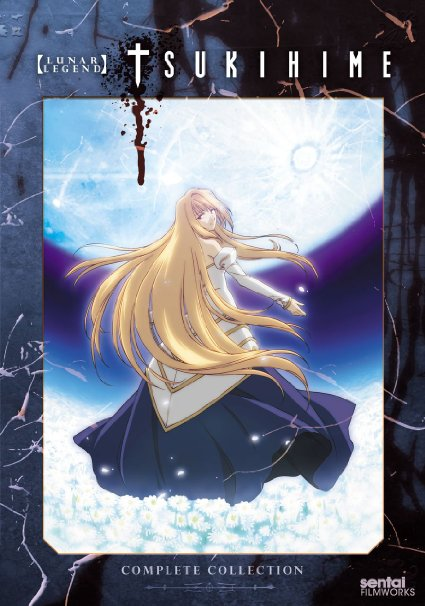 【LUNAR LEGEND】
TSUKIHIME
COMPLETE COLLECTION
sentai
FILMWORKS